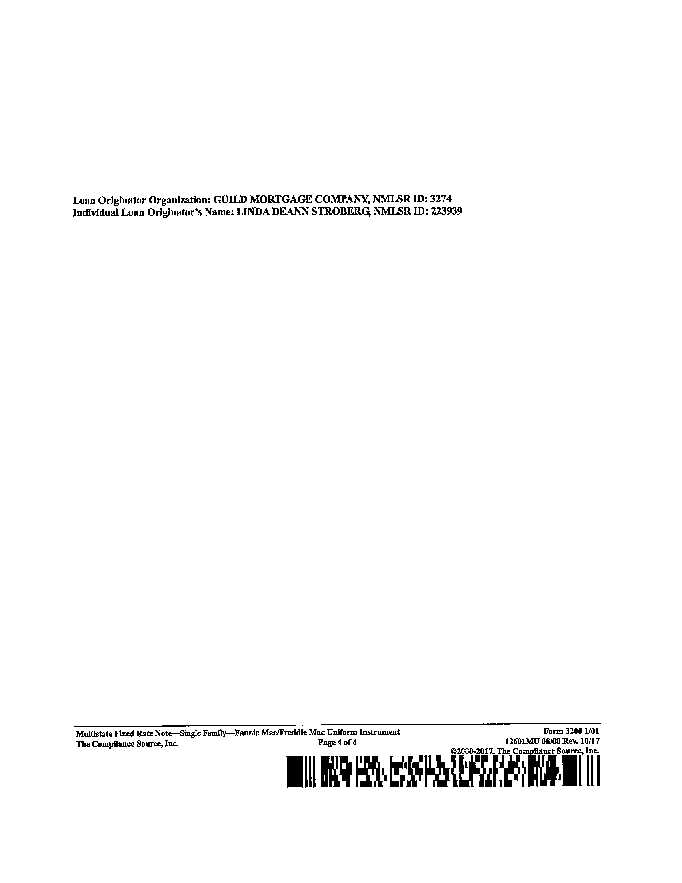 Loan Originator Organization: GUILD MORTGAGE COMPANY, NMLSR ID: 3274
Individual Loan Originator's Name: LINDA DEANN STROBERG, NMLSR ID: 223939
Multistate Fixed Rate Note—Single Family—Fannie Mae/Freddie Mac Uniform Instrument Form 3200 1/01
The Compliance Source, Inc. Page 4 of 4 12601MU 08/00 Rev. 10/17
©2000-2017, The Compliance Source, Inc.